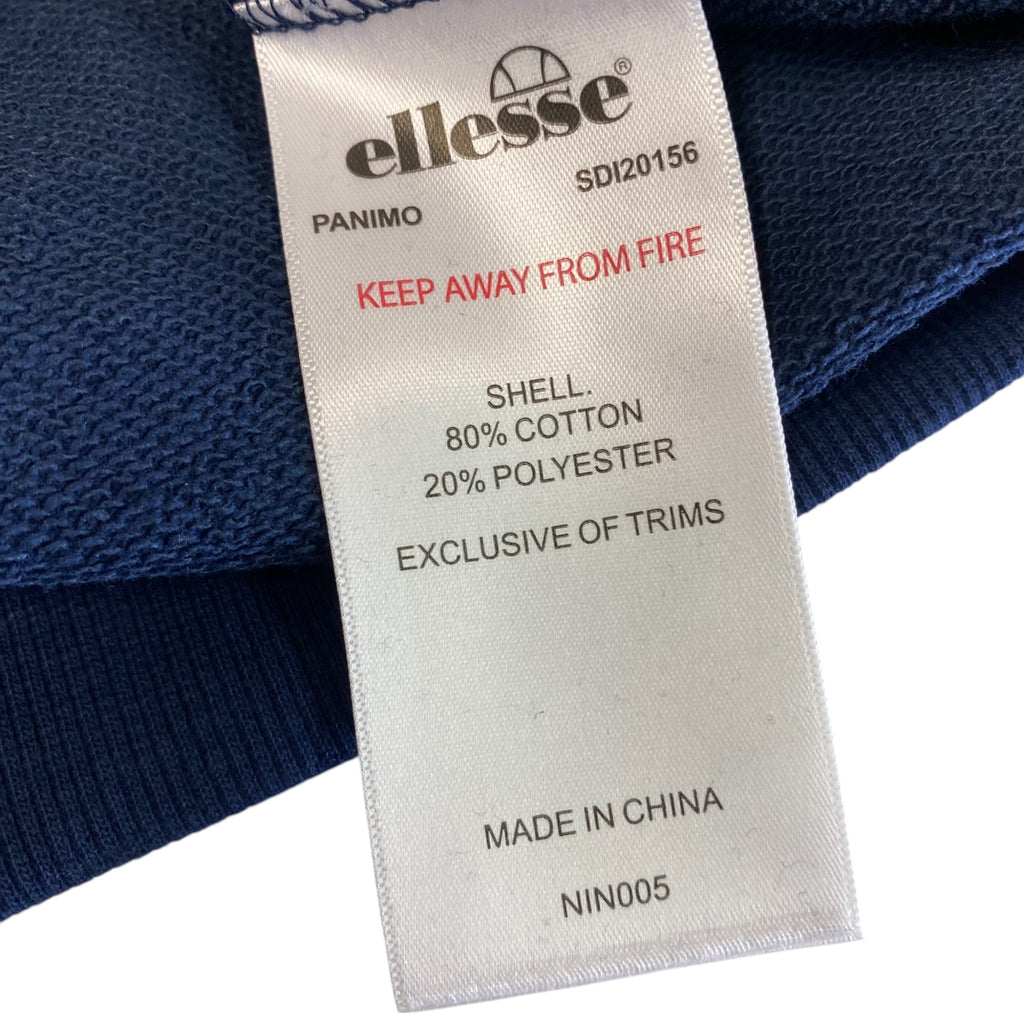 ellesse®
PANIMO SDI20156
KEEP AWAY FROM FIRE
SHELL.
80% COTTON
20% POLYESTER
EXCLUSIVE OF TRIMS
MADE IN CHINA
NIN005